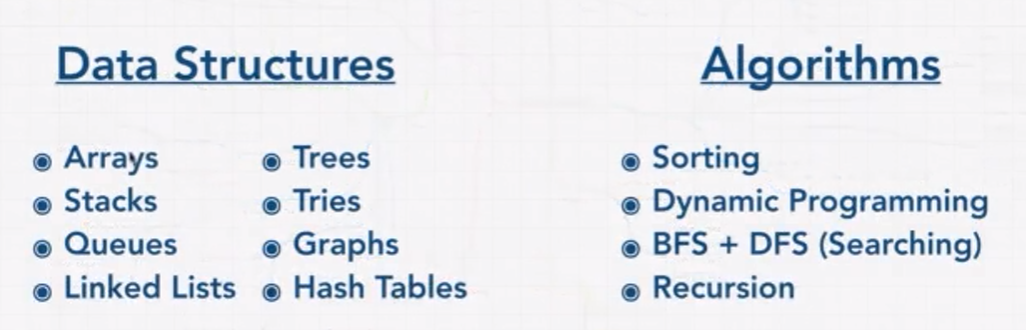 Data Structures
Arrays
Stacks
Queues
Linked Lists
Trees
Tries
Graphs
Hash Tables
Algorithms
Sorting
Dynamic Programming
BFS + DFS (Searching)
Recursion